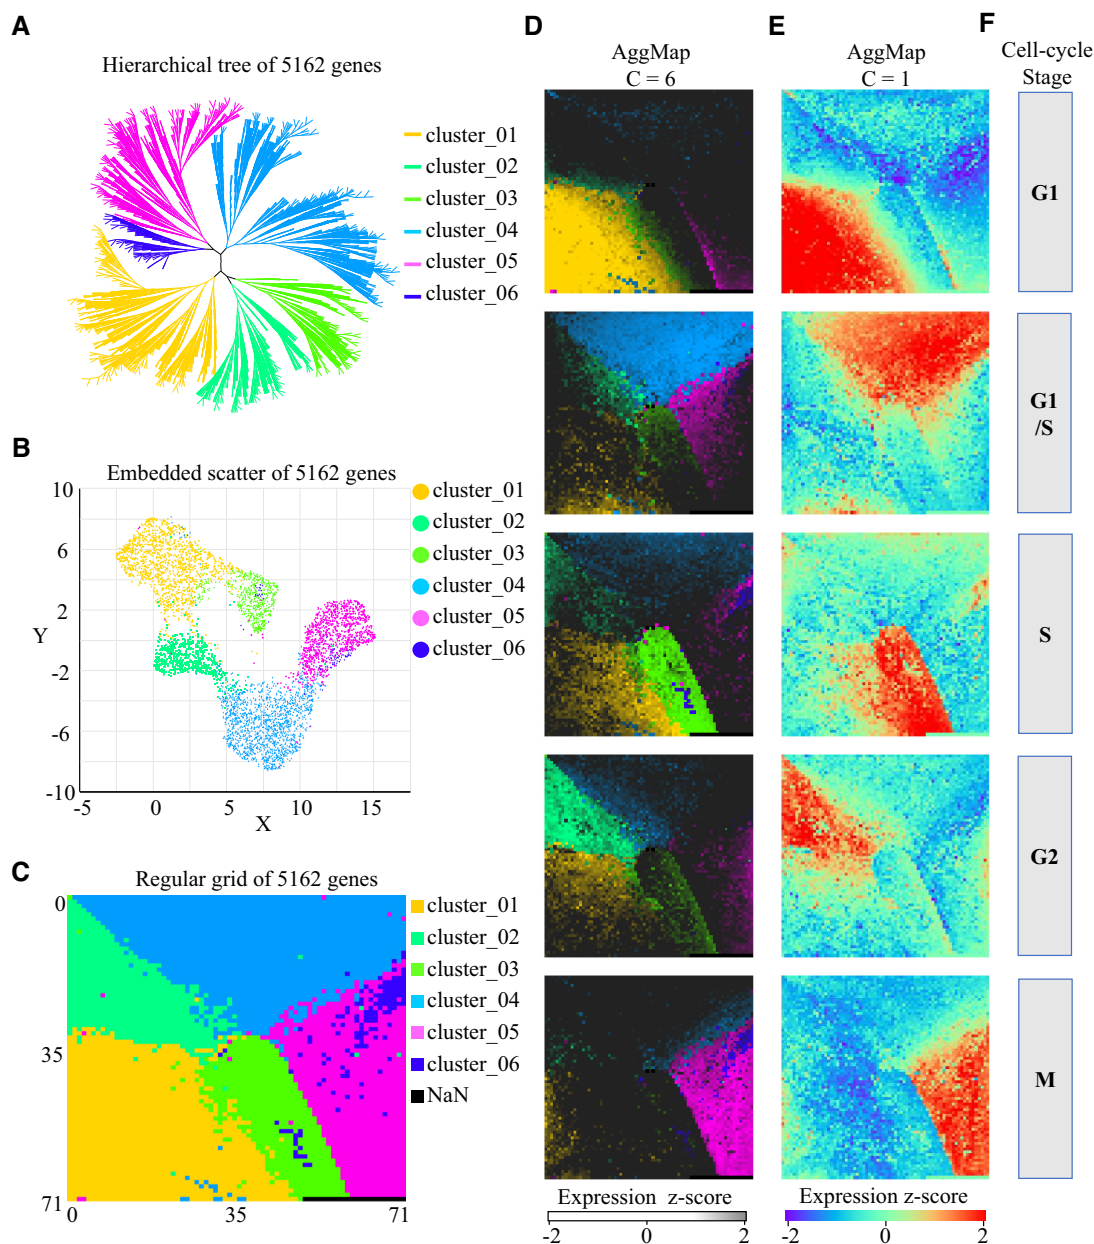 A
Hierarchical tree of 5162 genes
cluster_01
cluster_02
cluster_03
cluster_04
cluster_05
cluster_06
B
Embedded scatter of 5162 genes
10
6
2
-2
-6
-10
Y
-5
0
5
10
15
X
cluster_01
cluster_02
cluster_03
cluster_04
cluster_05
cluster_06
C
Regular grid of 5162 genes
0
35
71
0
35
71
cluster_01
cluster_02
cluster_03
cluster_04
cluster_05
cluster_06
NaN
D
AggMap
C = 6
Expression z-score
-2
0
2
E
AggMap
C = 1
Expression z-score
-2
0
2
F
Cell-cycle
Stage
G1
G1
/S
S
G2
M